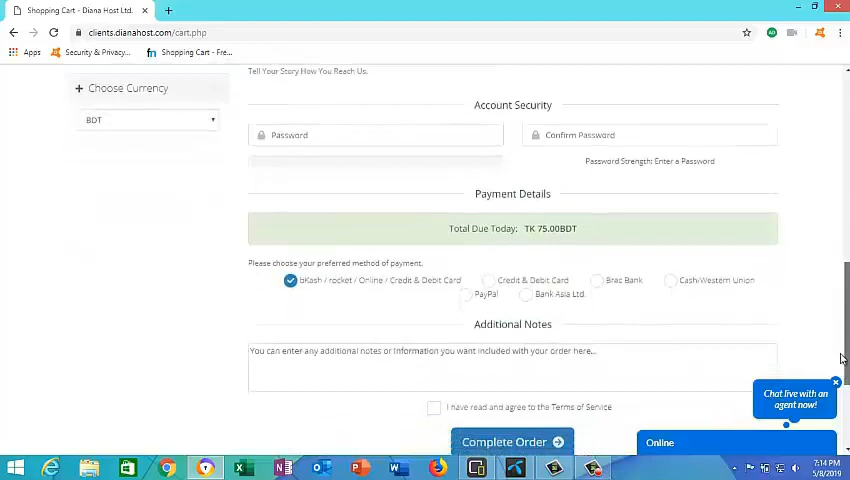 Shopping Cart - Diana Host Ltd.
clients.dianahost.com/cart.php
Apps
Security & Privacy...
Shopping Cart - Fre...
Tell Your Story How You Reach Us.
Choose Currency
BDT
Account Security
Password
Confirm Password
Password Strength: Enter a Password
Payment Details
Total Due Today: TK 75.00BDT
Please choose your preferred method of payment.
bKash / rocket / Online / Credit & Debit Card
Credit & Debit Card
Brac Bank
Cash/Western Union
PayPal
Bank Asia Ltd.
Additional Notes
You can enter any additional notes or information you want included with your order here...
Chat live with an
agent now!
I have read and agree to the Terms of Service
Complete Order
Online
7:14 PM
5/8/2019